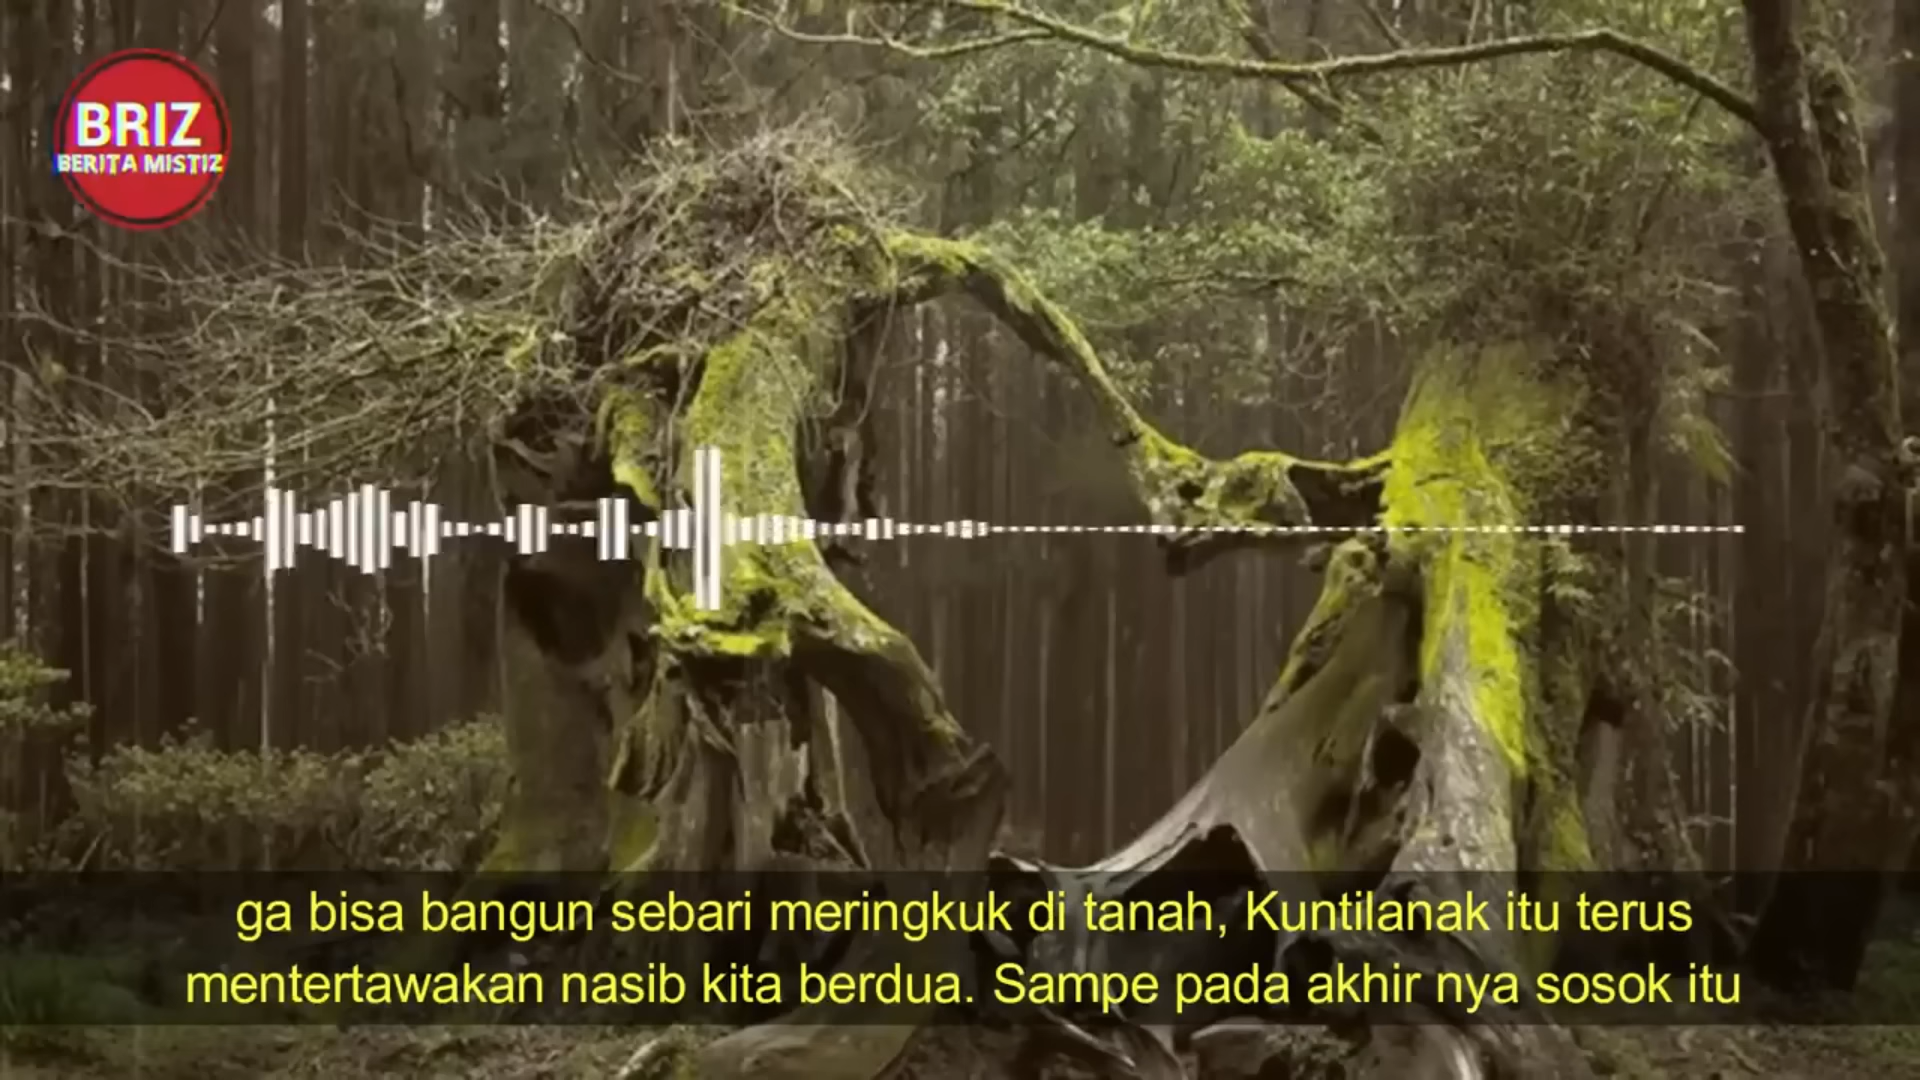 BRIZ
BERITA MISTIZ
ga bisa bangun sebari meringkuk di tanah, Kuntilanak itu terus
mentertawakan nasib kita berdua. Sampe pada akhir nya sosok itu